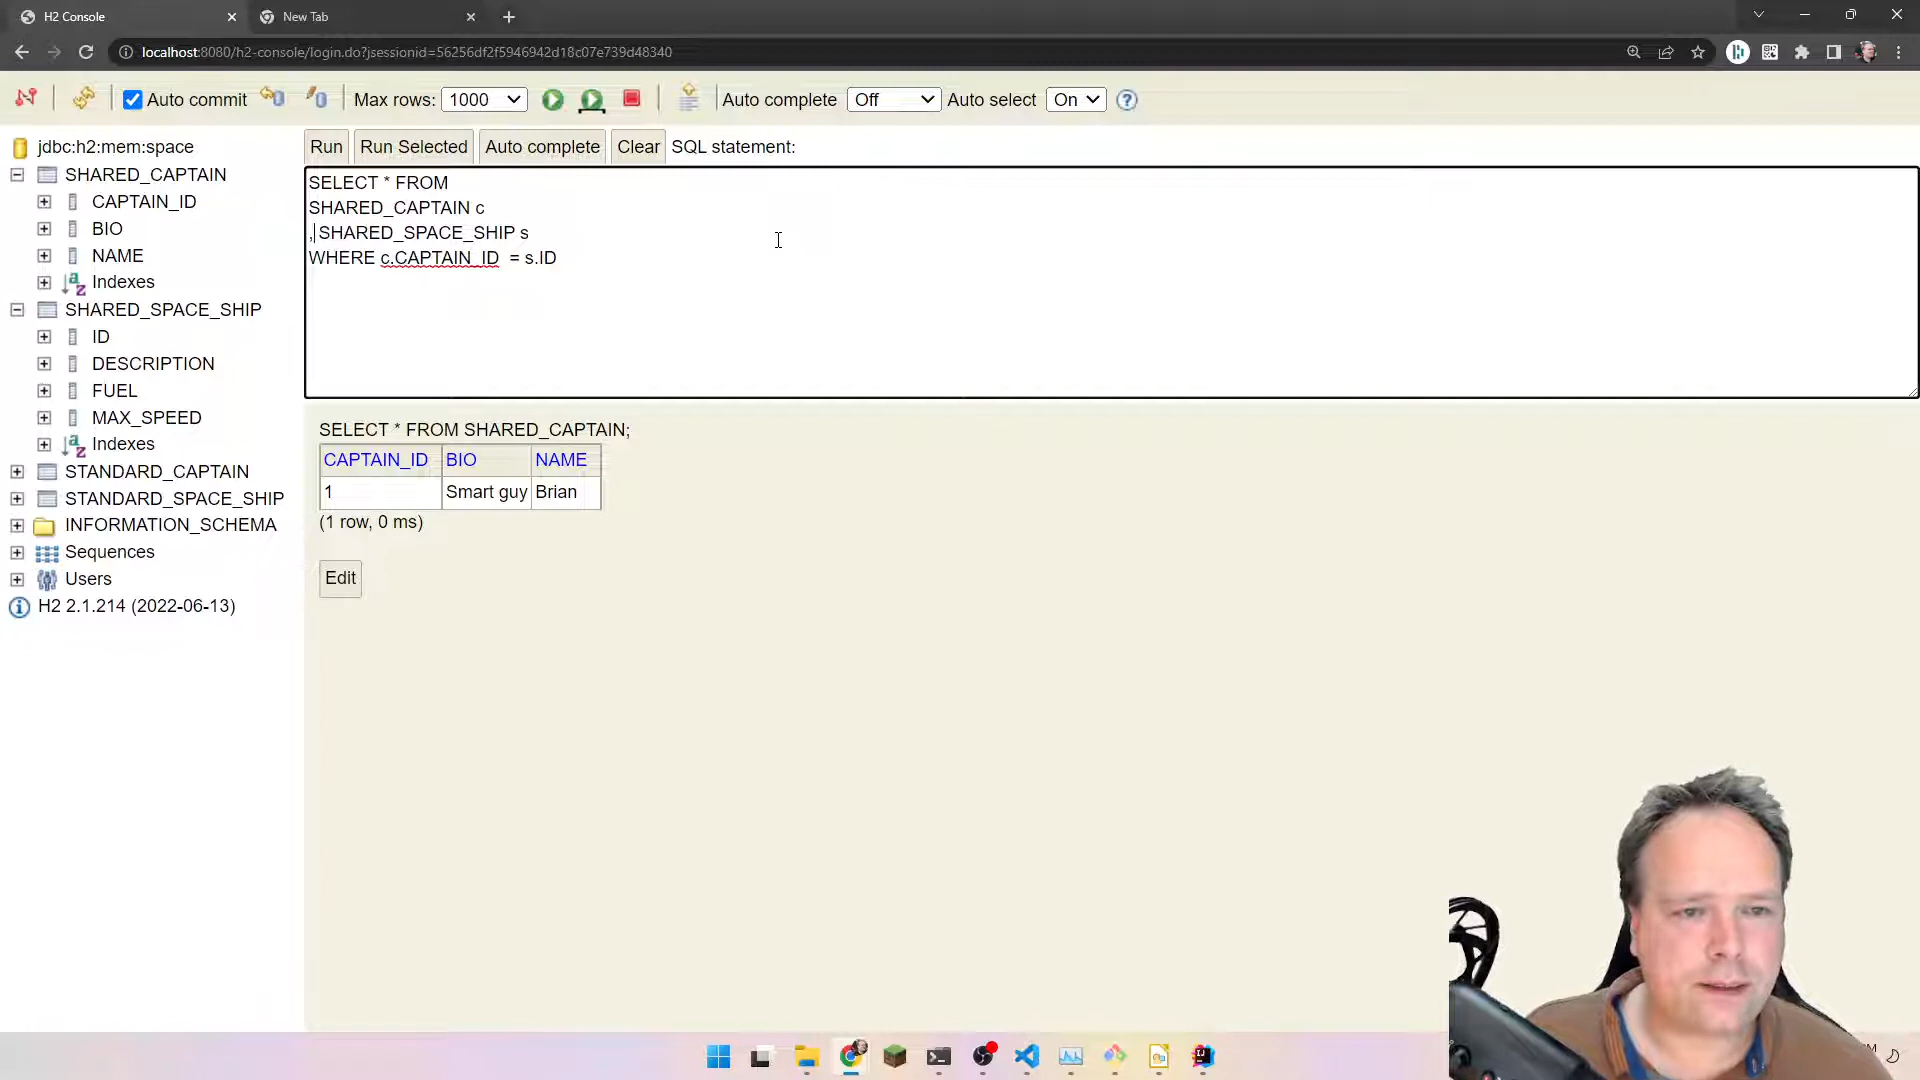 H2 Console
New Tab
localhost:8080/h2-console/login.do?jsessionid=56256df2f5946942d18c07e739d48340
Auto commit
Max rows: 1000
Auto complete Off
Auto select On
jdbc:h2:mem:space
SHARED_CAPTAIN
CAPTAIN_ID
BIO
NAME
Indexes
SHARED_SPACE_SHIP
ID
DESCRIPTION
FUEL
MAX_SPEED
Indexes
STANDARD_CAPTAIN
STANDARD_SPACE_SHIP
INFORMATION_SCHEMA
Sequences
Users
H2 2.1.214 (2022-06-13)
Run Run Selected Auto complete Clear SQL statement:
SELECT * FROM
SHARED_CAPTAIN c
, SHARED_SPACE_SHIP s
WHERE c.CAPTAIN_ID  = s.ID
SELECT * FROM SHARED_CAPTAIN;
CAPTAIN_ID BIO NAME
1 Smart guy Brian
(1 row, 0 ms)
Edit